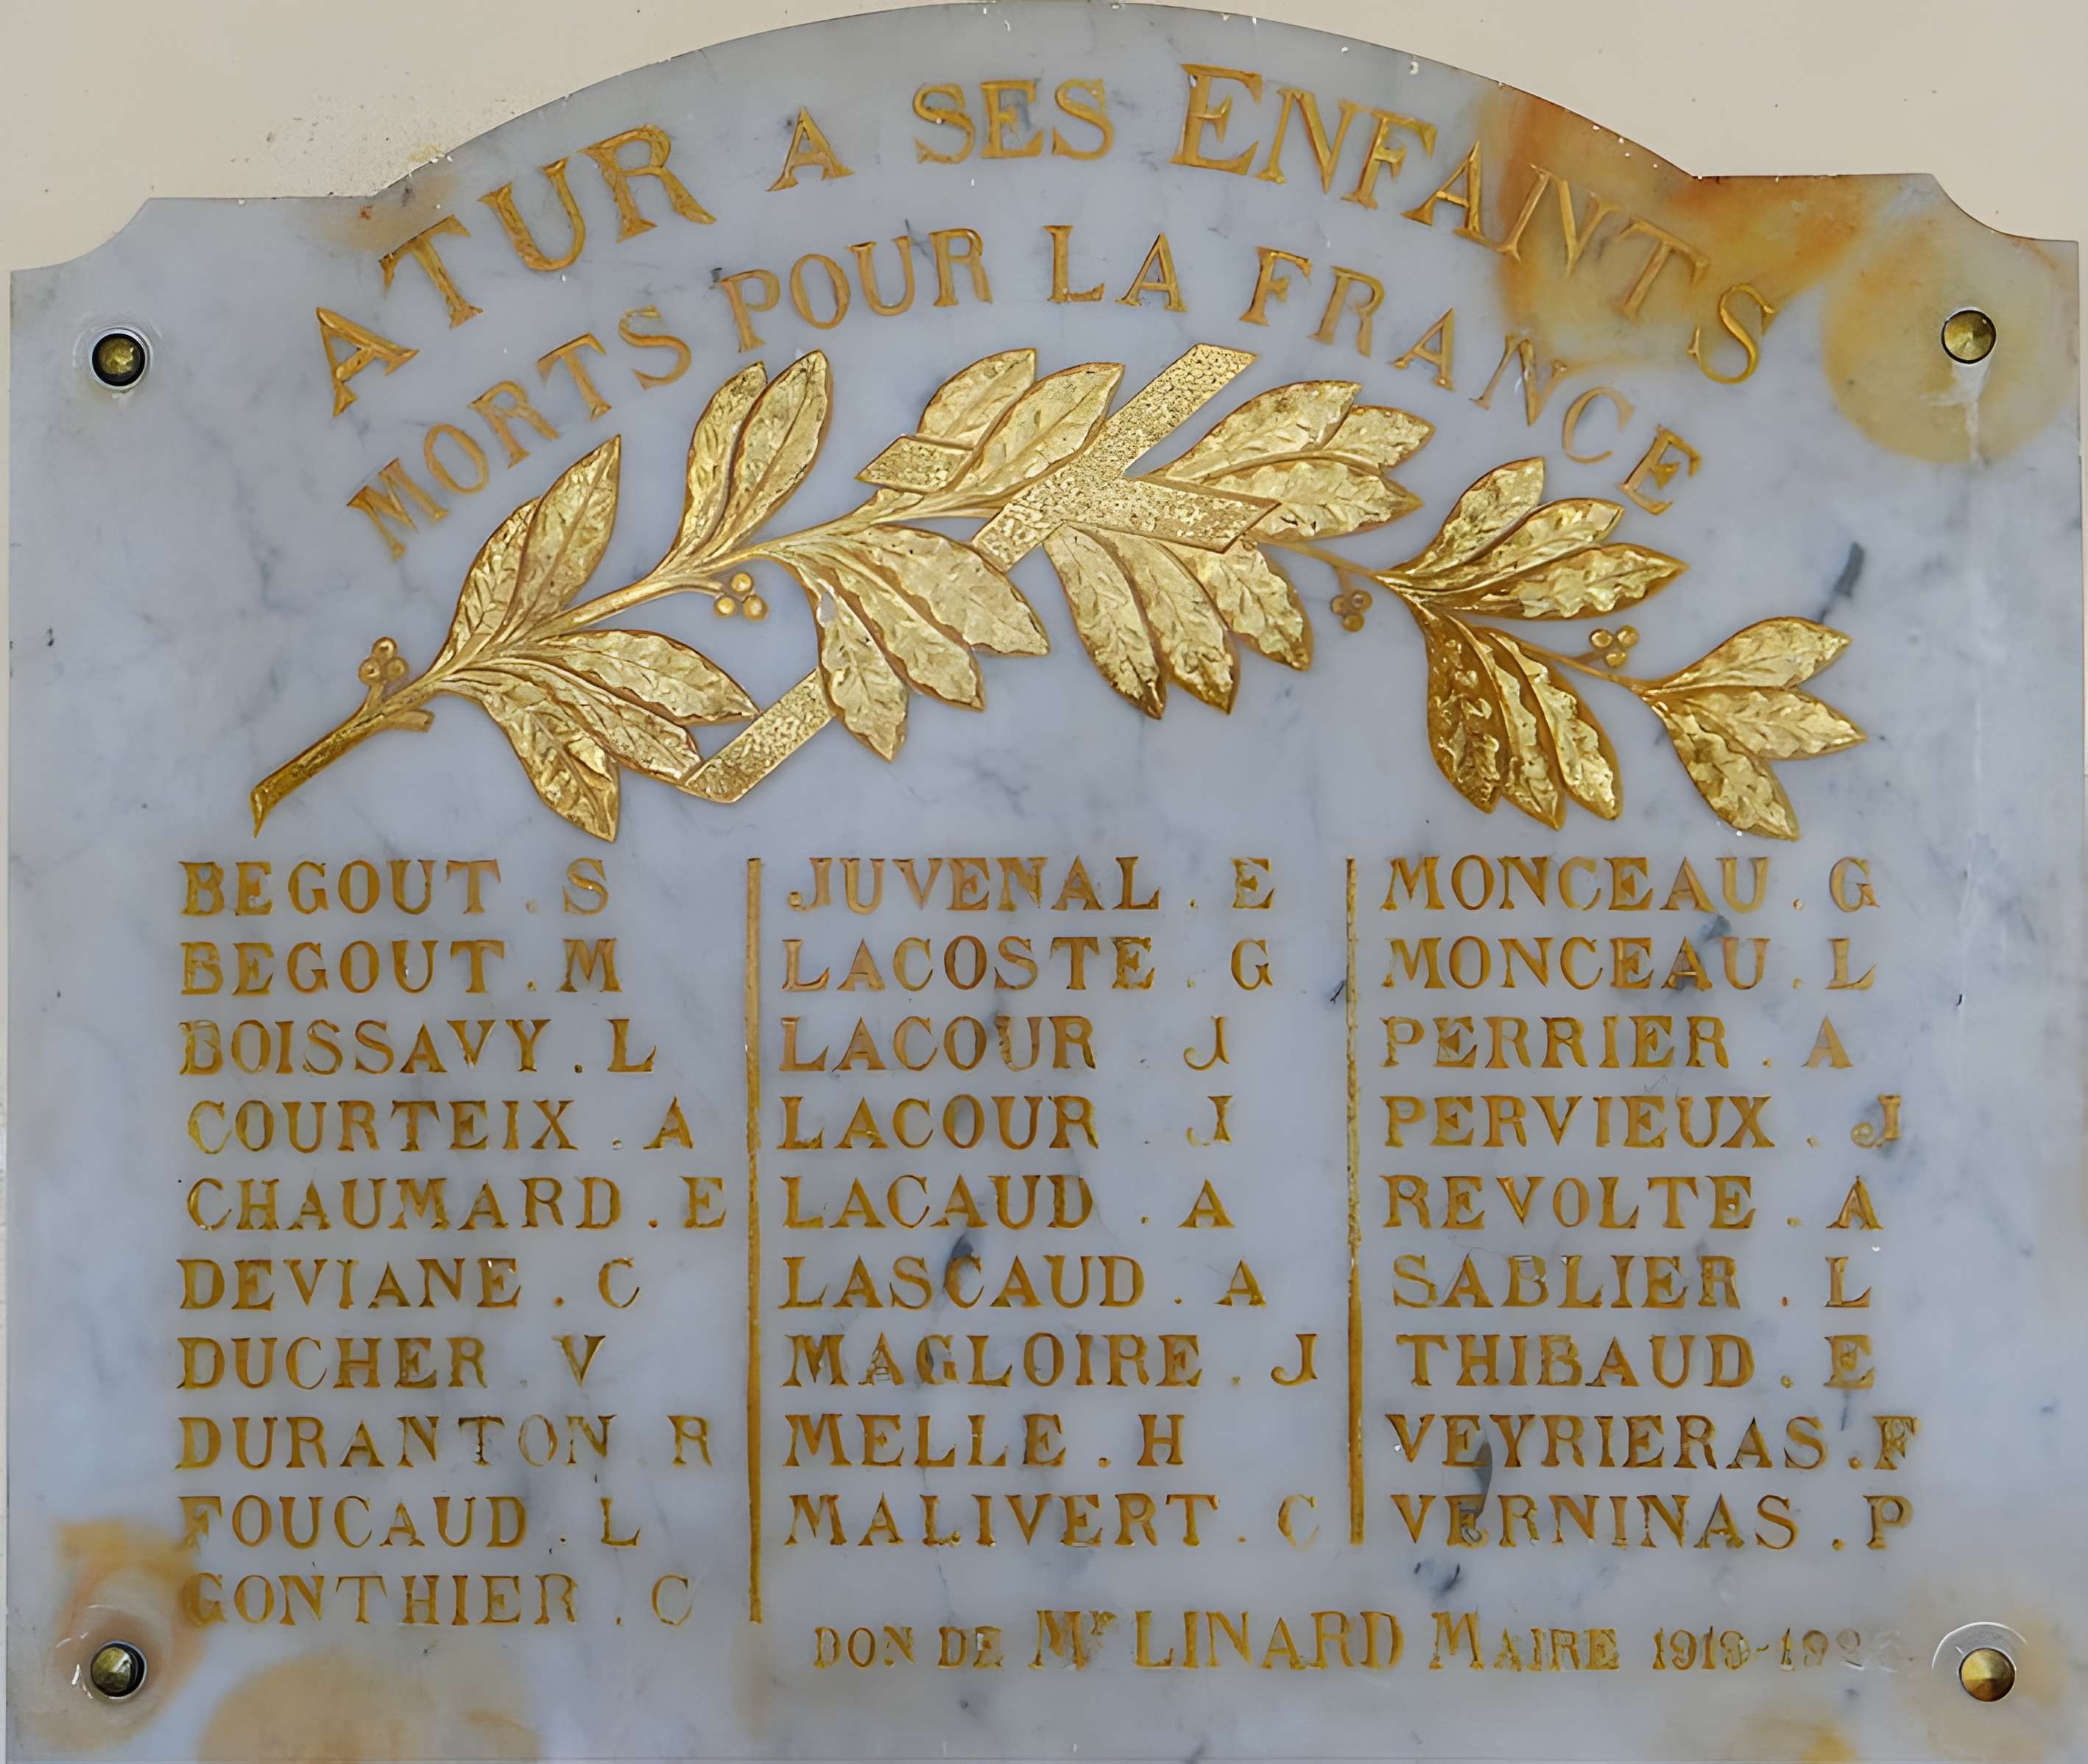 ATUR A SES ENFANTS
MORTS POUR LA FRANCE
BEGOUT . S
BEGOUT . M
BOISSAVY . L
COURTEIX . A
CHAUMARD . E
DEVIANE . C
DUCHER . V
DURANTON R
FOUCAUD . L
GONTHIER . C
JUVENAL . E
LACOSTE . G
LACOUR . J
LACOUR . J
LACAUD . A
LASCAUD . A
MAGLOIRE . J
MELLE . H
MALIVERT . C
MONCEAU . G
MONCEAU . L
PERRIER . A
PERVIEUX . J
REVOLTE . A
SABLIER . L
THIBAUD . E
VEYRIERAS . F
VERNINAS . P
DON DE Mr LINARD MAIRE